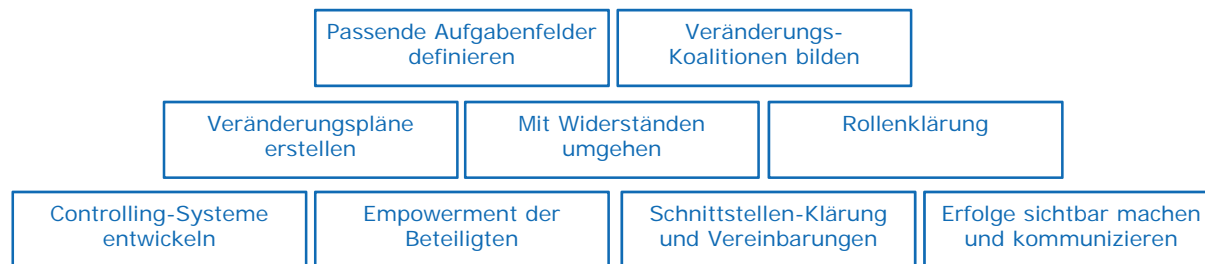 Passende Aufgabenfelder
definieren
Veränderungs-
Koalitionen bilden
Veränderungspläne
erstellen
Mit Widerständen
umgehen
Rollenklärung
Controlling-Systeme
entwickeln
Empowerment der
Beteiligten
Schnittstellen-Klärung
und Vereinbarungen
Erfolge sichtbar machen
und kommunizieren